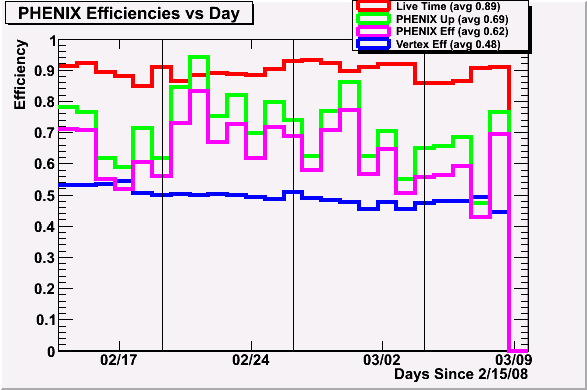 PHENIX Efficiencies vs Day
Live Time (avg 0.89)
PHENIX Up (avg 0.69)
PHENIX Eff (avg 0.62)
Vertex Eff (avg 0.48)
Efficiency
1
0.9
0.8
0.7
0.6
0.5
0.4
0.3
0.2
0.1
0
02/17
02/24
03/02
03/09
Days Since 2/15/08